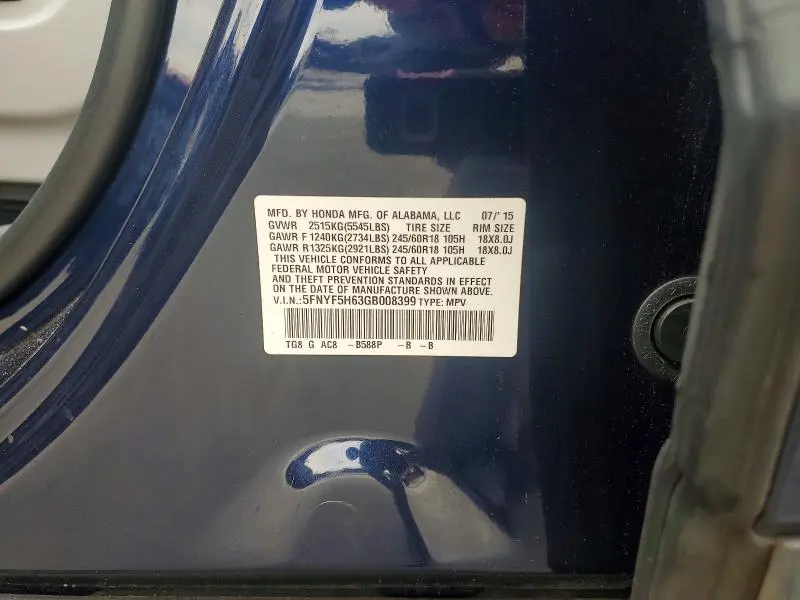 MFD. BY HONDA MFG. OF ALABAMA, LLC 07/'15
GVWR 2515KG(5545LBS) TIRE SIZE RIM SIZE
GAWR F 1240KG(2734LBS) 245/60R18 105H 18X8.0J
GAWR R 1325KG(2921LBS) 245/60R18 105H 18X8.0J
THIS VEHICLE CONFORMS TO ALL APPLICABLE
FEDERAL MOTOR VEHICLE SAFETY
AND THEFT PREVENTION STANDARDS IN EFFECT
ON THE DATE OF MANUFACTURE SHOWN ABOVE.
V.I.N.: 5FNYF5H63GB008399 TYPE: MPV
TG8 G AC8 -B588P -B -B